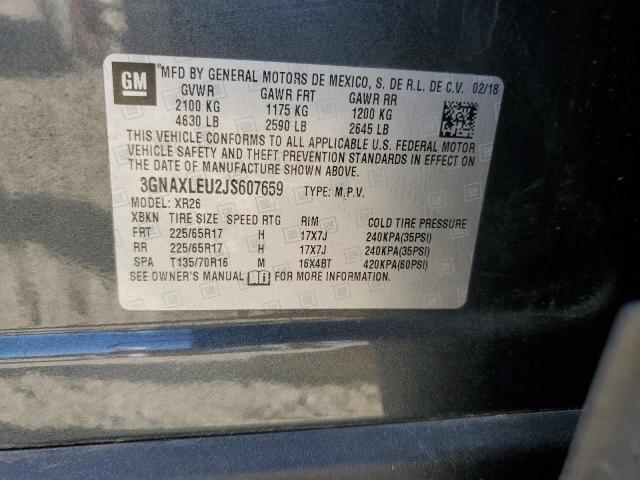 GM
MFD BY GENERAL MOTORS DE MEXICO, S. DE R.L. DE C.V. 02/18
GVWR GAWR FRT GAWR RR
2100 KG 1175 KG 1200 KG
4630 LB 2590 LB 2645 LB
THIS VEHICLE CONFORMS TO ALL APPLICABLE U.S. FEDERAL MOTOR
VEHICLE SAFETY AND THEFT PREVENTION STANDARDS IN EFFECT ON
THE DATE OF MANUFACTURE SHOWN ABOVE.
3GNAXLEU2JS607659 TYPE: M.P.V.
MODEL: XR26
XBKN TIRE SIZE SPEED RTG RIM COLD TIRE PRESSURE
FRT 225/65R17 H 17X7J 240KPA(35PSI)
RR 225/65R17 H 17X7J 240KPA(35PSI)
SPA T135/70R16 M 16X4BT 420KPA(60PSI)
SEE OWNER'S MANUAL FOR MORE INFORMATION.